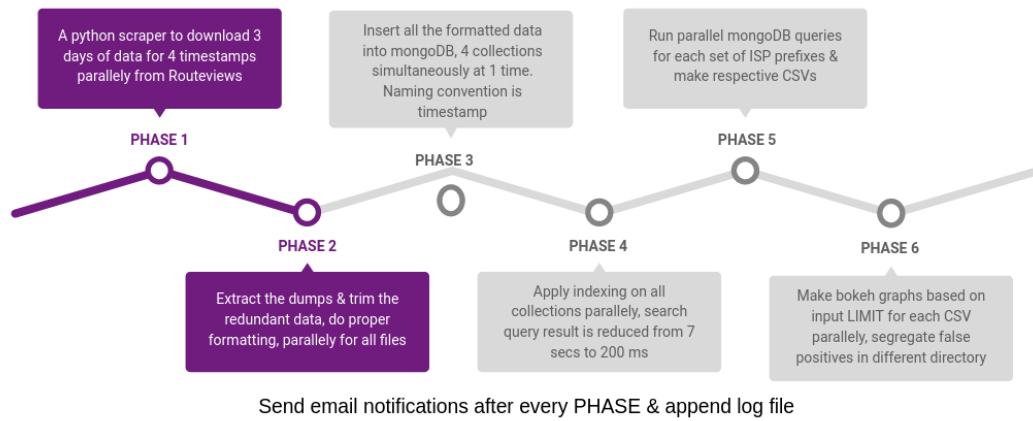 A python scraper to download 3
days of data for 4 timestamps
parallely from Routeviews
PHASE 1
PHASE 2
Extract the dumps & trim the
redundant data, do proper
formatting, parallely for all files
Insert all the formatted data
into mongoDB, 4 collections
simultaneously at 1 time.
Naming convention is
timestamp
PHASE 3
PHASE 4
Apply indexing on all
collections parallely, search
query result is reduced from 7
secs to 200 ms
Run parallel mongoDB queries
for each set of ISP prefixes &
make respective CSVs
PHASE 5
PHASE 6
Make bokeh graphs based on
input LIMIT for each CSV
parallely, segregate false
positives in different directory
Send email notifications after every PHASE & append log file